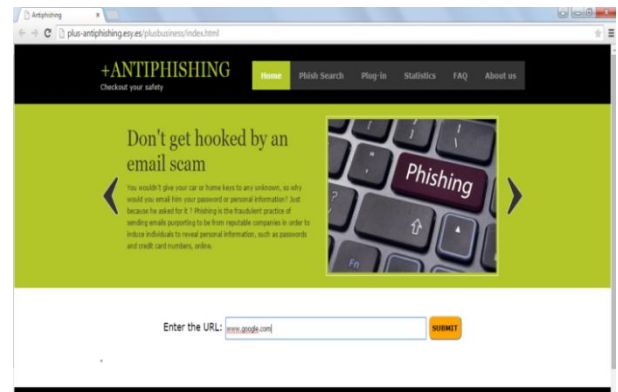 Antiphishing
plus-antiphishing.esy.es/plusbusiness/index.html
+ANTIPHISHING
Checkout your safety
Home Phish Search Plug-in Statistics FAQ About us
Don't get hooked by an
email scam
You wouldn't give your car or home keys to any unknown, so why
would you email him your password or personal information? Just
because he asked for it ? Phishing is the fraudulent practice of
sending emails purporting to be from reputable companies in order to
induce individuals to reveal personal information, such as passwords
and credit card numbers, online.
Phishing
Fn
Enter the URL: www.google.com
SUBMIT